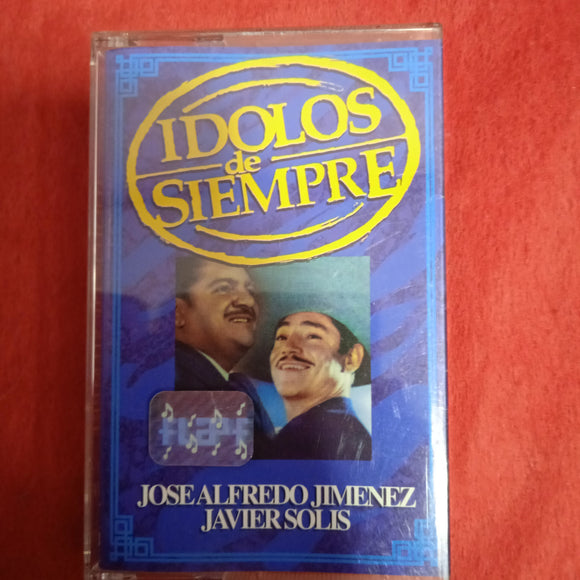 IDOLOS
de
SIEMPRE
JOSE ALFREDO JIMENEZ
JAVIER SOLIS